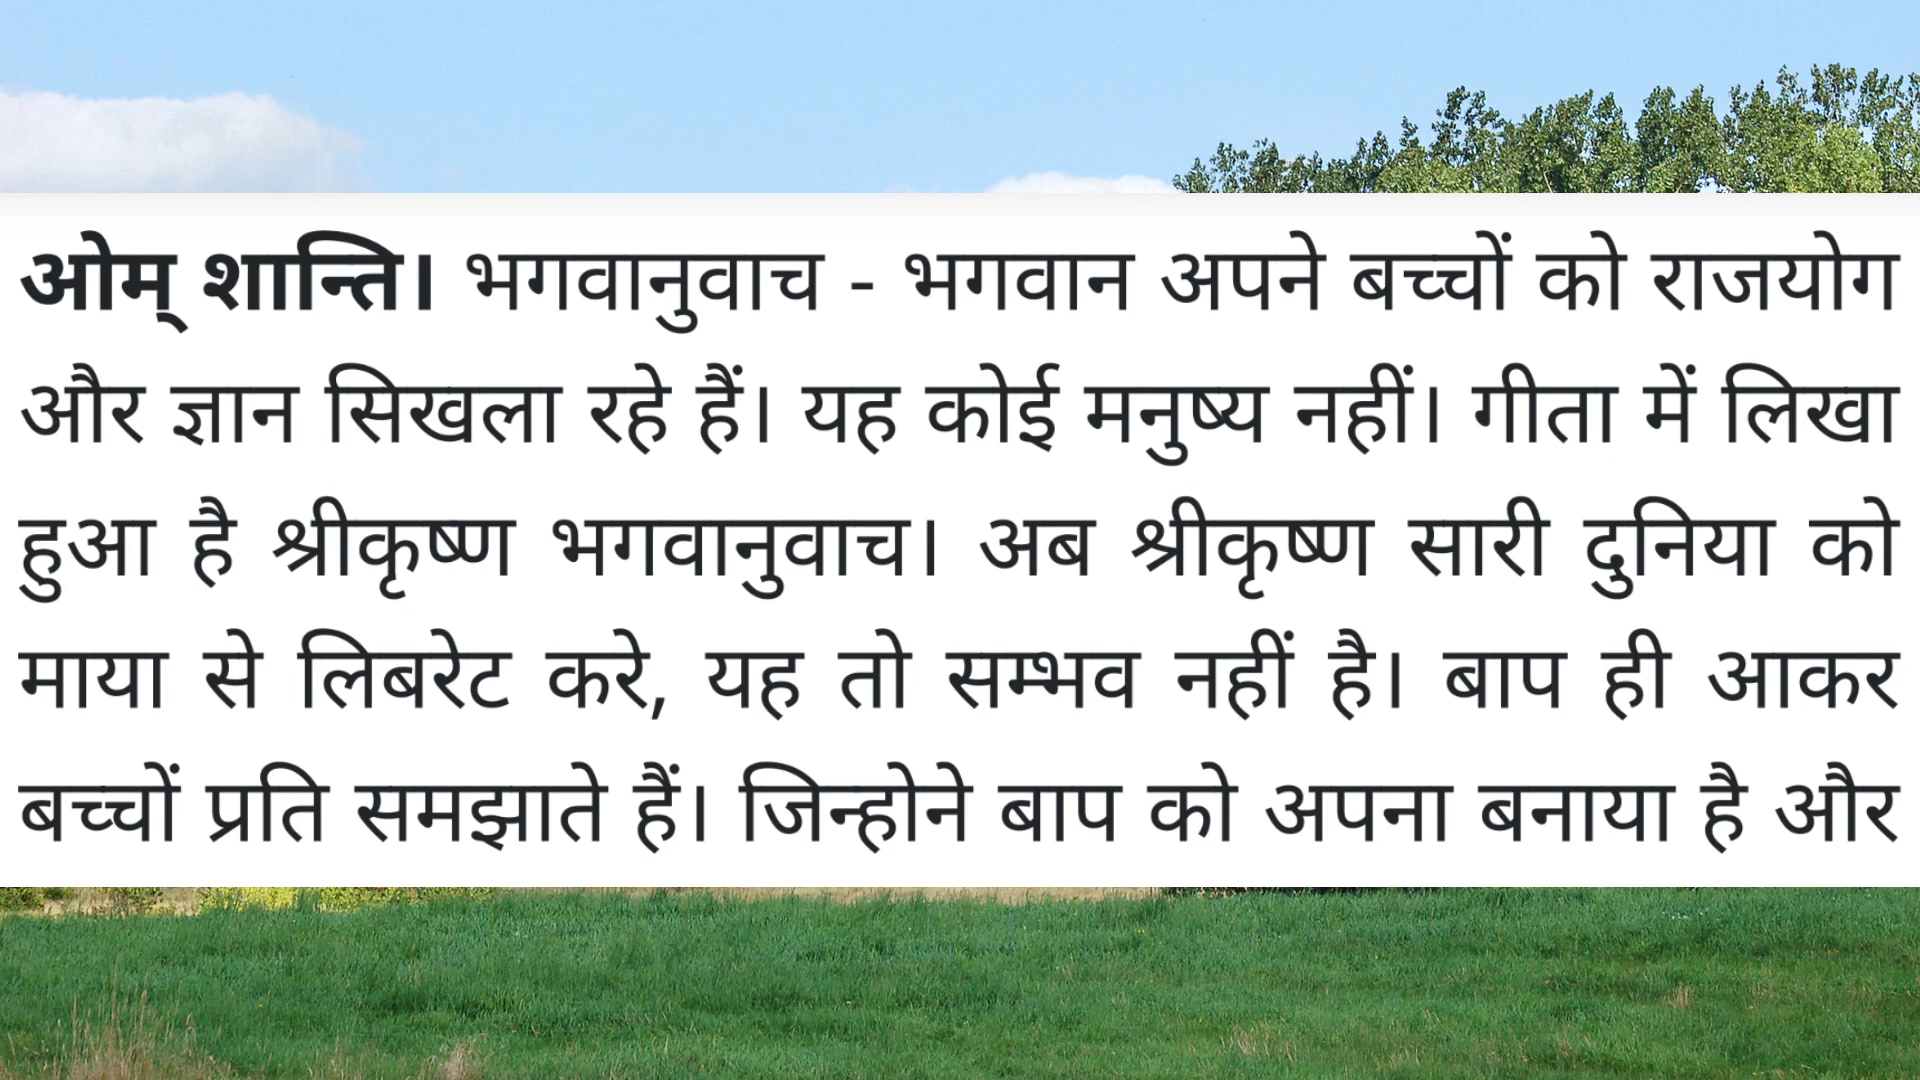 ओम् शान्ति। भगवानुवाच - भगवान अपने बच्चों को राजयोग
और ज्ञान सिखला रहे हैं। यह कोई मनुष्य नहीं। गीता में लिखा
हुआ है श्रीकृष्ण भगवानुवाच। अब श्रीकृष्ण सारी दुनिया को
माया से लिबरेट करे, यह तो सम्भव नहीं है। बाप ही आकर
बच्चों प्रति समझाते हैं। जिन्होने बाप को अपना बनाया है और